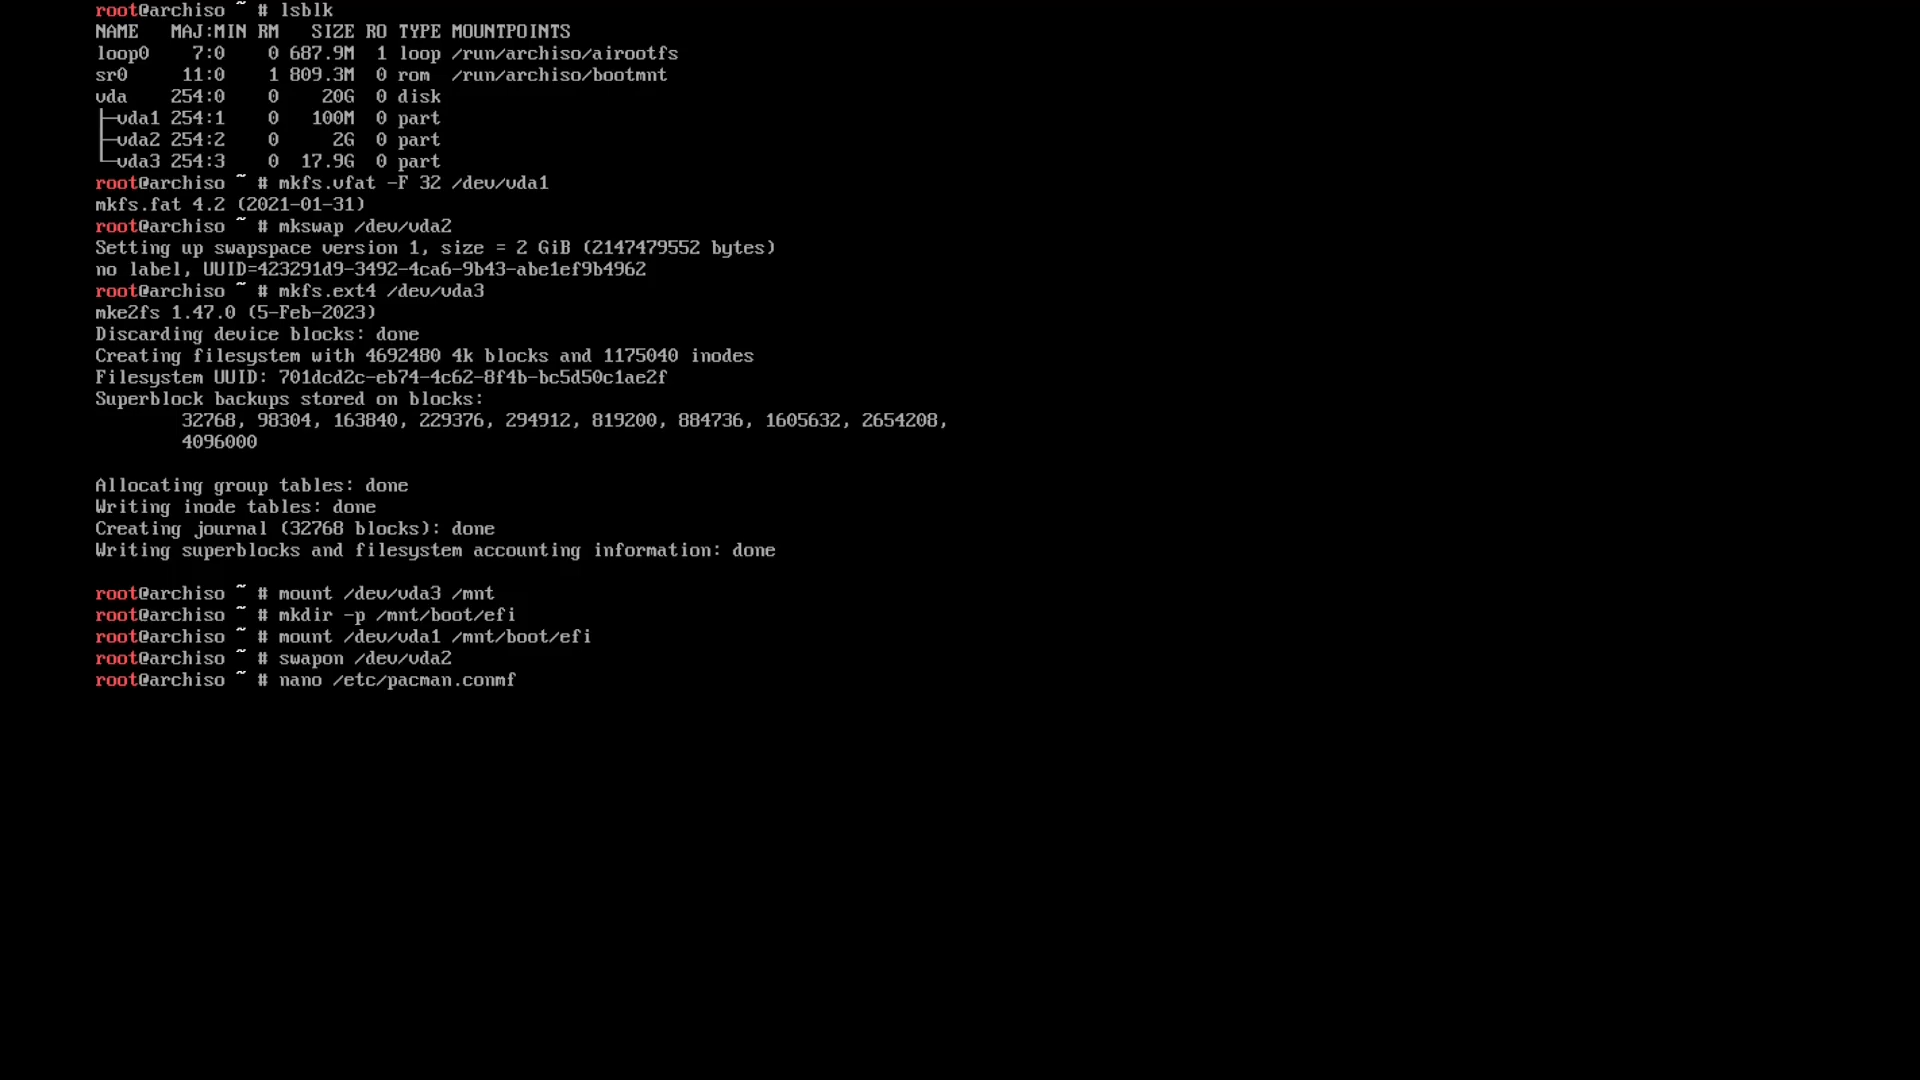 root@archiso ~ # lsblk
NAME   MAJ:MIN RM   SIZE RO TYPE MOUNTPOINTS
loop0    7:0    0 687.9M  1 loop /run/archiso/airootfs
sr0     11:0    1 809.3M  0 rom  /run/archiso/bootmnt
vda    254:0    0    20G  0 disk
├─vda1 254:1    0   100M  0 part
├─vda2 254:2    0     2G  0 part
└─vda3 254:3    0  17.9G  0 part
root@archiso ~ # mkfs.vfat -F 32 /dev/vda1
mkfs.fat 4.2 (2021-01-31)
root@archiso ~ # mkswap /dev/vda2
Setting up swapspace version 1, size = 2 GiB (2147479552 bytes)
no label, UUID=423291d9-3492-4ca6-9b43-abe1ef9b4962
root@archiso ~ # mkfs.ext4 /dev/vda3
mke2fs 1.47.0 (5-Feb-2023)
Discarding device blocks: done
Creating filesystem with 4692480 4k blocks and 1175040 inodes
Filesystem UUID: 701dcd2c-eb74-4c62-8f4b-bc5d50c1ae2f
Superblock backups stored on blocks:
        32768, 98304, 163840, 229376, 294912, 819200, 884736, 1605632, 2654208,
        4096000

Allocating group tables: done
Writing inode tables: done
Creating journal (32768 blocks): done
Writing superblocks and filesystem accounting information: done

root@archiso ~ # mount /dev/vda3 /mnt
root@archiso ~ # mkdir -p /mnt/boot/efi
root@archiso ~ # mount /dev/vda1 /mnt/boot/efi
root@archiso ~ # swapon /dev/vda2
root@archiso ~ # nano /etc/pacman.conmf